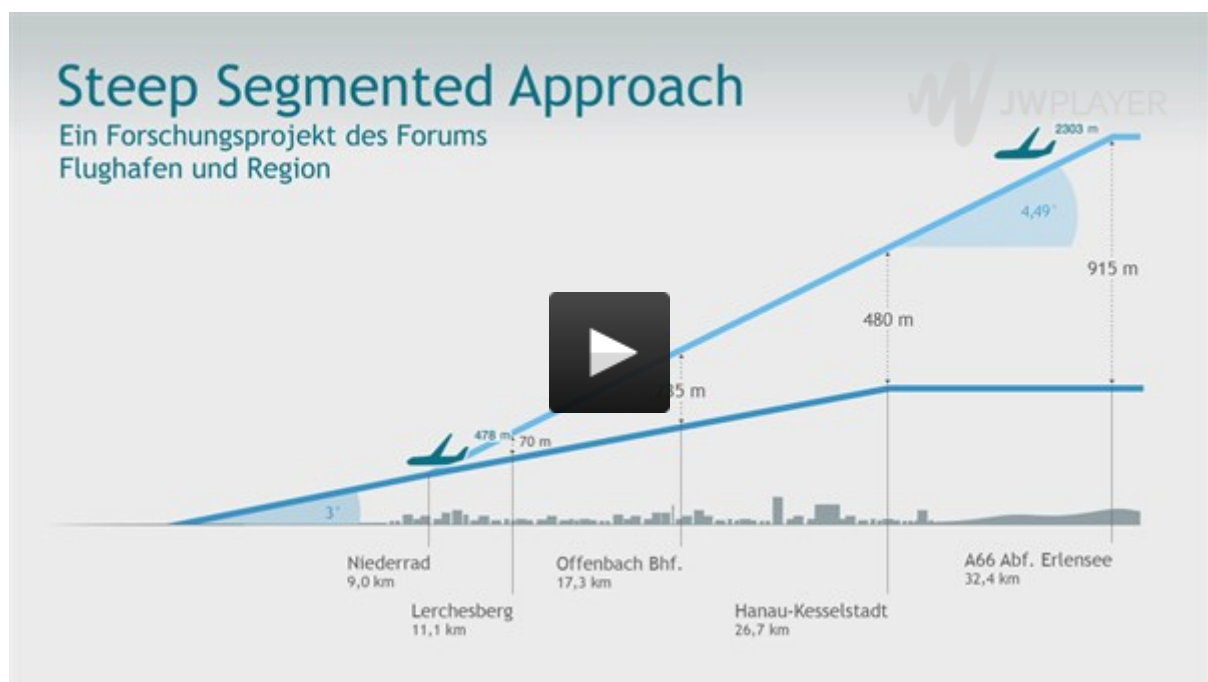 Steep Segmented Approach
Ein Forschungsprojekt des Forums
Flughafen und Region
JWPLAYER
2303 m
4,49°
915 m
480 m
35 m
478 m
70 m
3°
Niederrad
9,0 km
Offenbach Bhf.
17,3 km
A66 Abf. Erlensee
32,4 km
Lerchesberg
11,1 km
Hanau-Kesselstadt
26,7 km